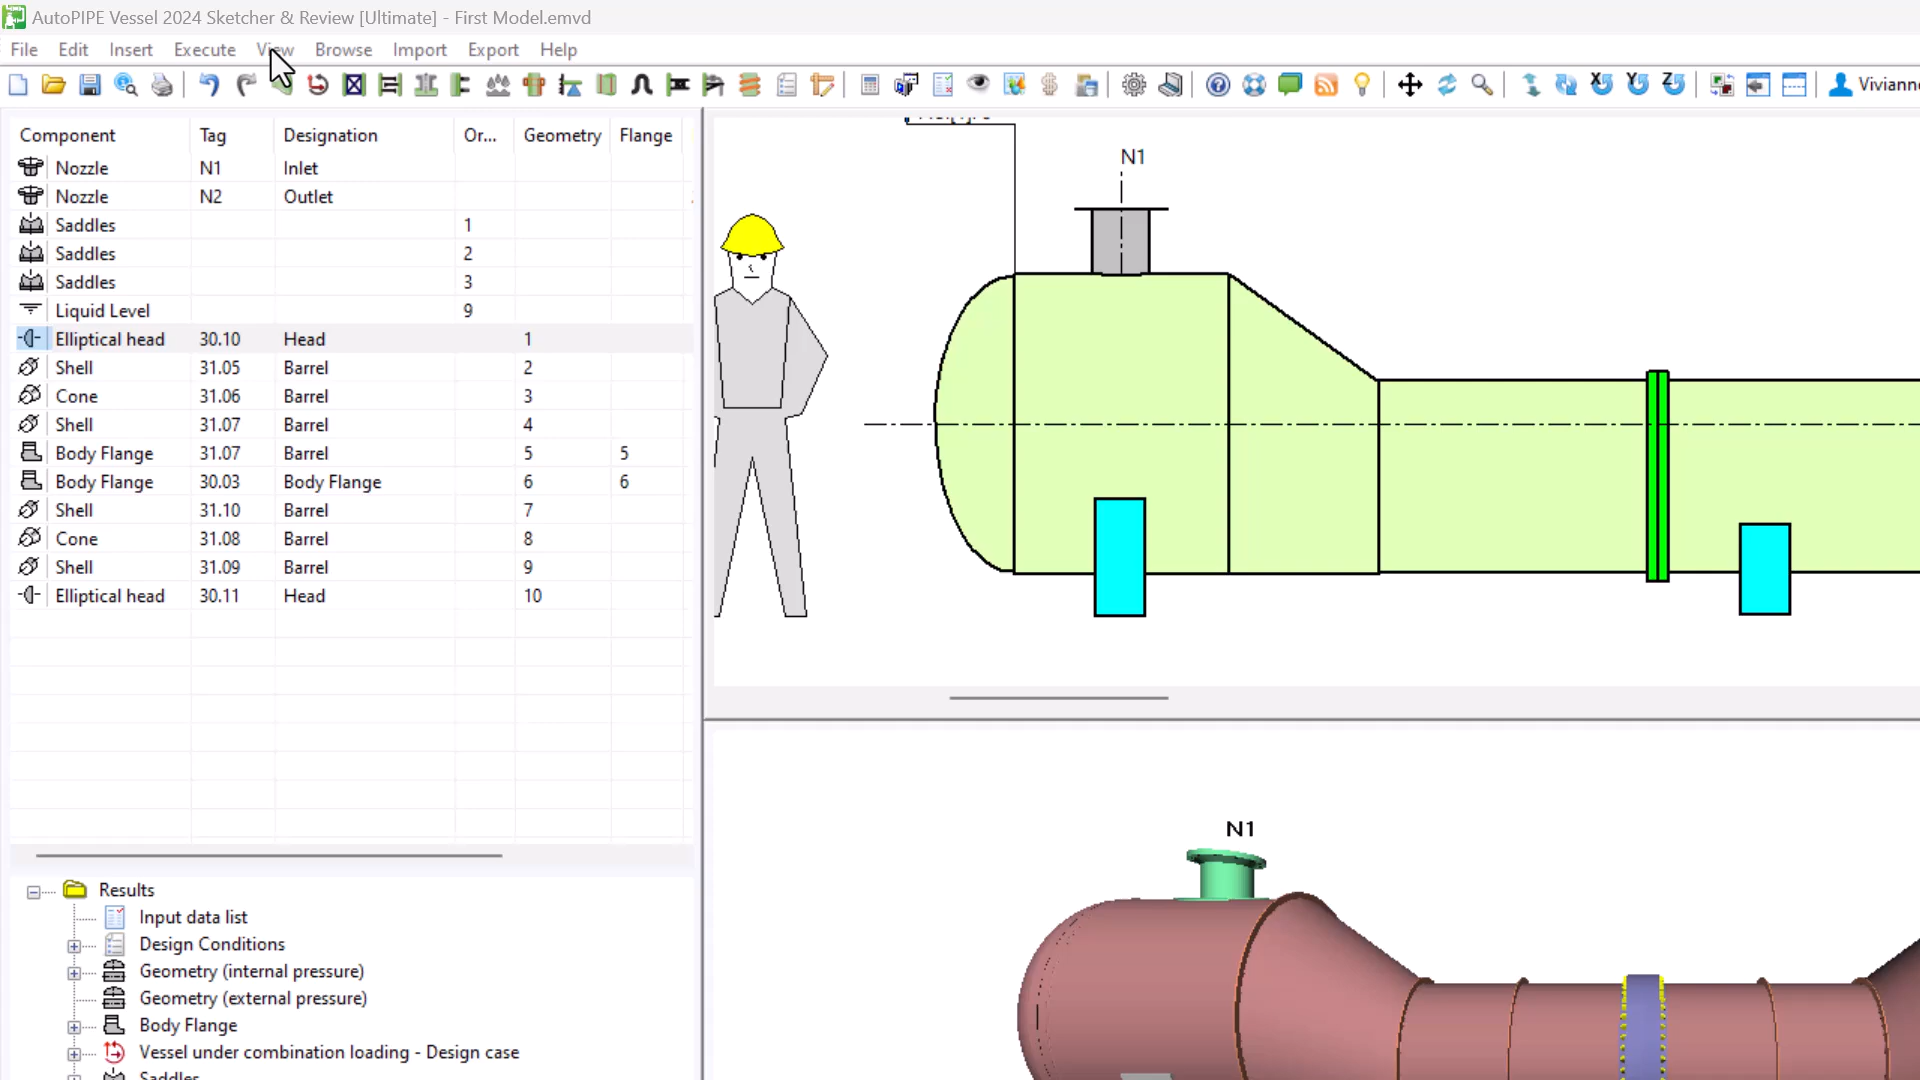 AutoPIPE Vessel 2024 Sketcher & Review [Ultimate] - First Model.emvd
File Edit Insert Execute View Browse Import Export Help
Component Tag Designation Or... Geometry Flange
Nozzle N1 Inlet
Nozzle N2 Outlet
Saddles 1
Saddles 2
Saddles 3
Liquid Level 9
Elliptical head 30.10 Head 1
Shell 31.05 Barrel 2
Cone 31.06 Barrel 3
Shell 31.07 Barrel 4
Body Flange 31.07 Barrel 5 5
Body Flange 30.03 Body Flange 6 6
Shell 31.10 Barrel 7
Cone 31.08 Barrel 8
Shell 31.09 Barrel 9
Elliptical head 30.11 Head 10
Results
Input data list
Design Conditions
Geometry (internal pressure)
Geometry (external pressure)
Body Flange
Vessel under combination loading - Design case
Saddles
N1
N1